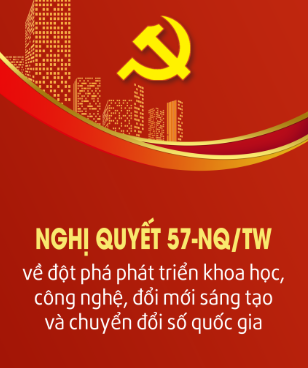 NGHỊ QUYẾT 57-NQ/TW
về đột phá phát triển khoa học,
công nghệ, đổi mới sáng tạo
và chuyển đổi số quốc gia